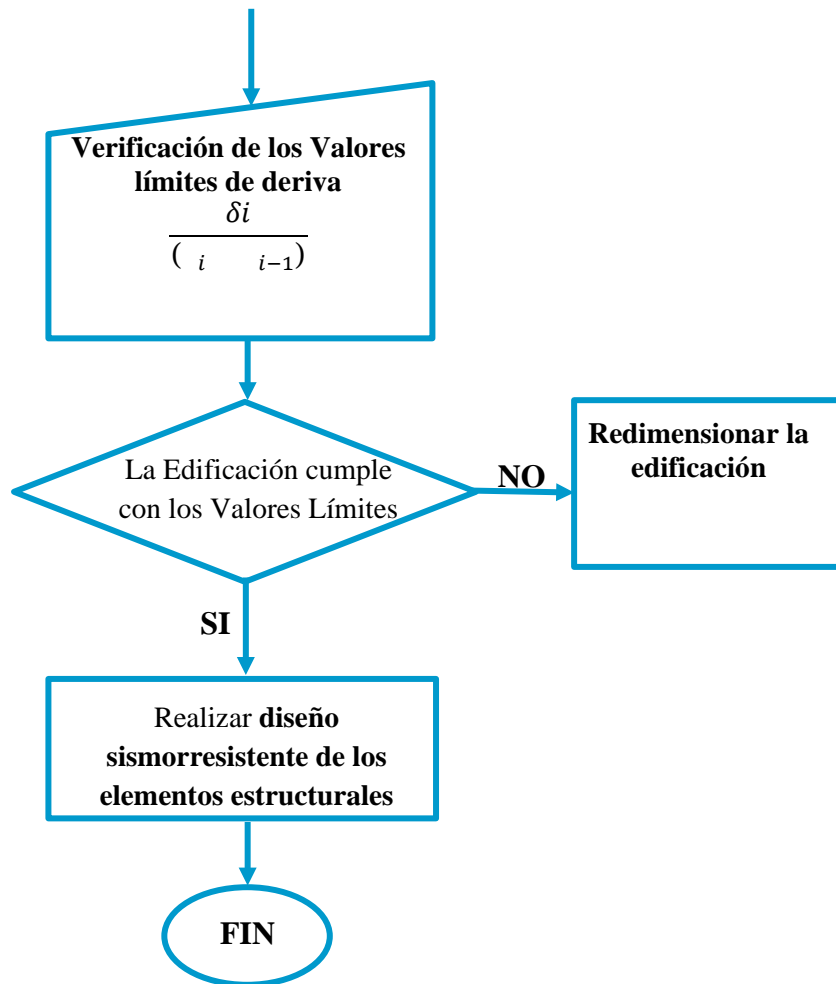 Verificación de los Valores
límites de deriva
δi
( i i−1)
La Edificación cumple
con los Valores Límites
NO
Redimensionar la
edificación
SI
Realizar diseño
sismorresistente de los
elementos estructurales
FIN